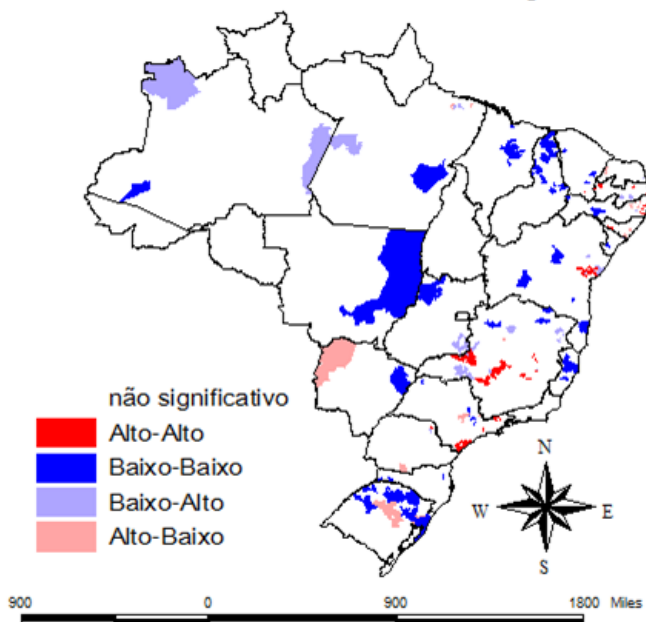 não significativo
Alto-Alto
Baixo-Baixo
Baixo-Alto
Alto-Baixo
N
W E
S
900 0 900 1800 Miles